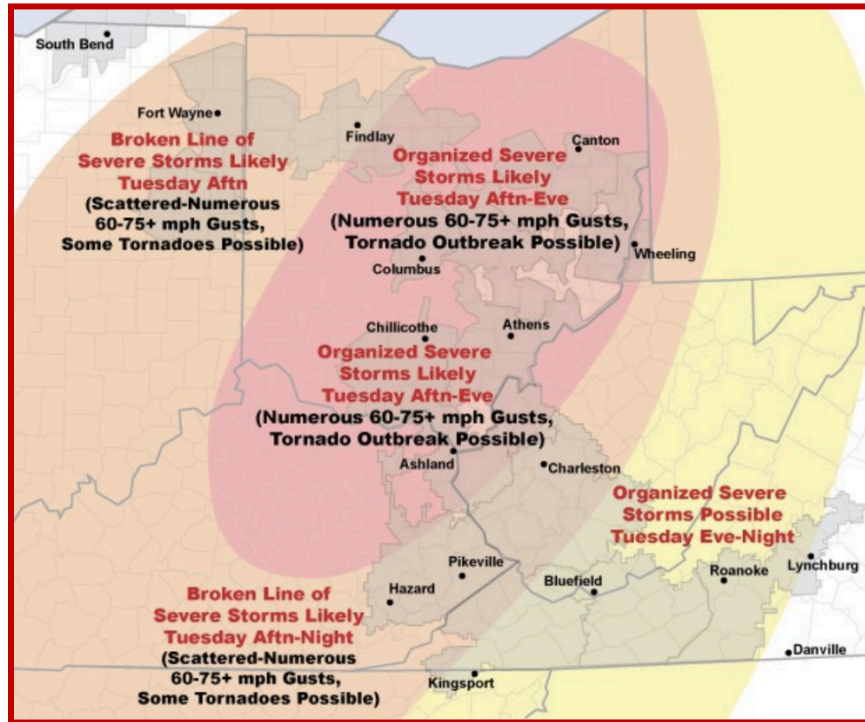 South Bend
Fort Wayne
Findlay
Canton
Broken Line of
Severe Storms Likely
Tuesday Aftn
(Scattered-Numerous
60-75+ mph Gusts,
Some Tornadoes Possible)
Organized Severe
Storms Likely
Tuesday Aftn-Eve
(Numerous 60-75+ mph Gusts,
Tornado Outbreak Possible)
Wheeling
Columbus
Chillicothe
Athens
Organized Severe
Storms Likely
Tuesday Aftn-Eve
(Numerous 60-75+ mph Gusts,
Tornado Outbreak Possible)
Ashland
Charleston
Organized Severe
Storms Possible
Tuesday Eve-Night
Lynchburg
Roanoke
Bluefield
Pikeville
Hazard
Broken Line of
Severe Storms Likely
Tuesday Aftn-Night
(Scattered-Numerous
60-75+ mph Gusts,
Some Tornadoes Possible)
Danville
Kingsport